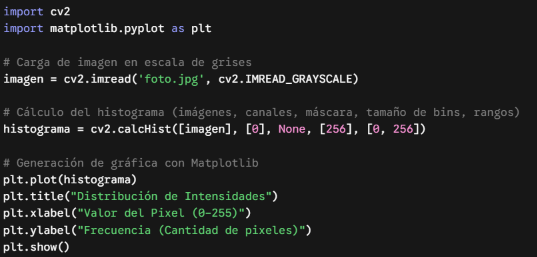 import cv2
import matplotlib.pyplot as plt
# Carga de imagen en escala de grises
imagen = cv2.imread('foto.jpg', cv2.IMREAD_GRAYSCALE)
# Cálculo del histograma (imágenes, canales, máscara, tamaño de bins, rangos)
histograma = cv2.calcHist([imagen], [0], None, [256], [0, 256])
# Generación de gráfica con Matplotlib
plt.plot(histograma)
plt.title("Distribución de Intensidades")
plt.xlabel("Valor del Pixel (0-255)")
plt.ylabel("Frecuencia (Cantidad de pixeles)")
plt.show()